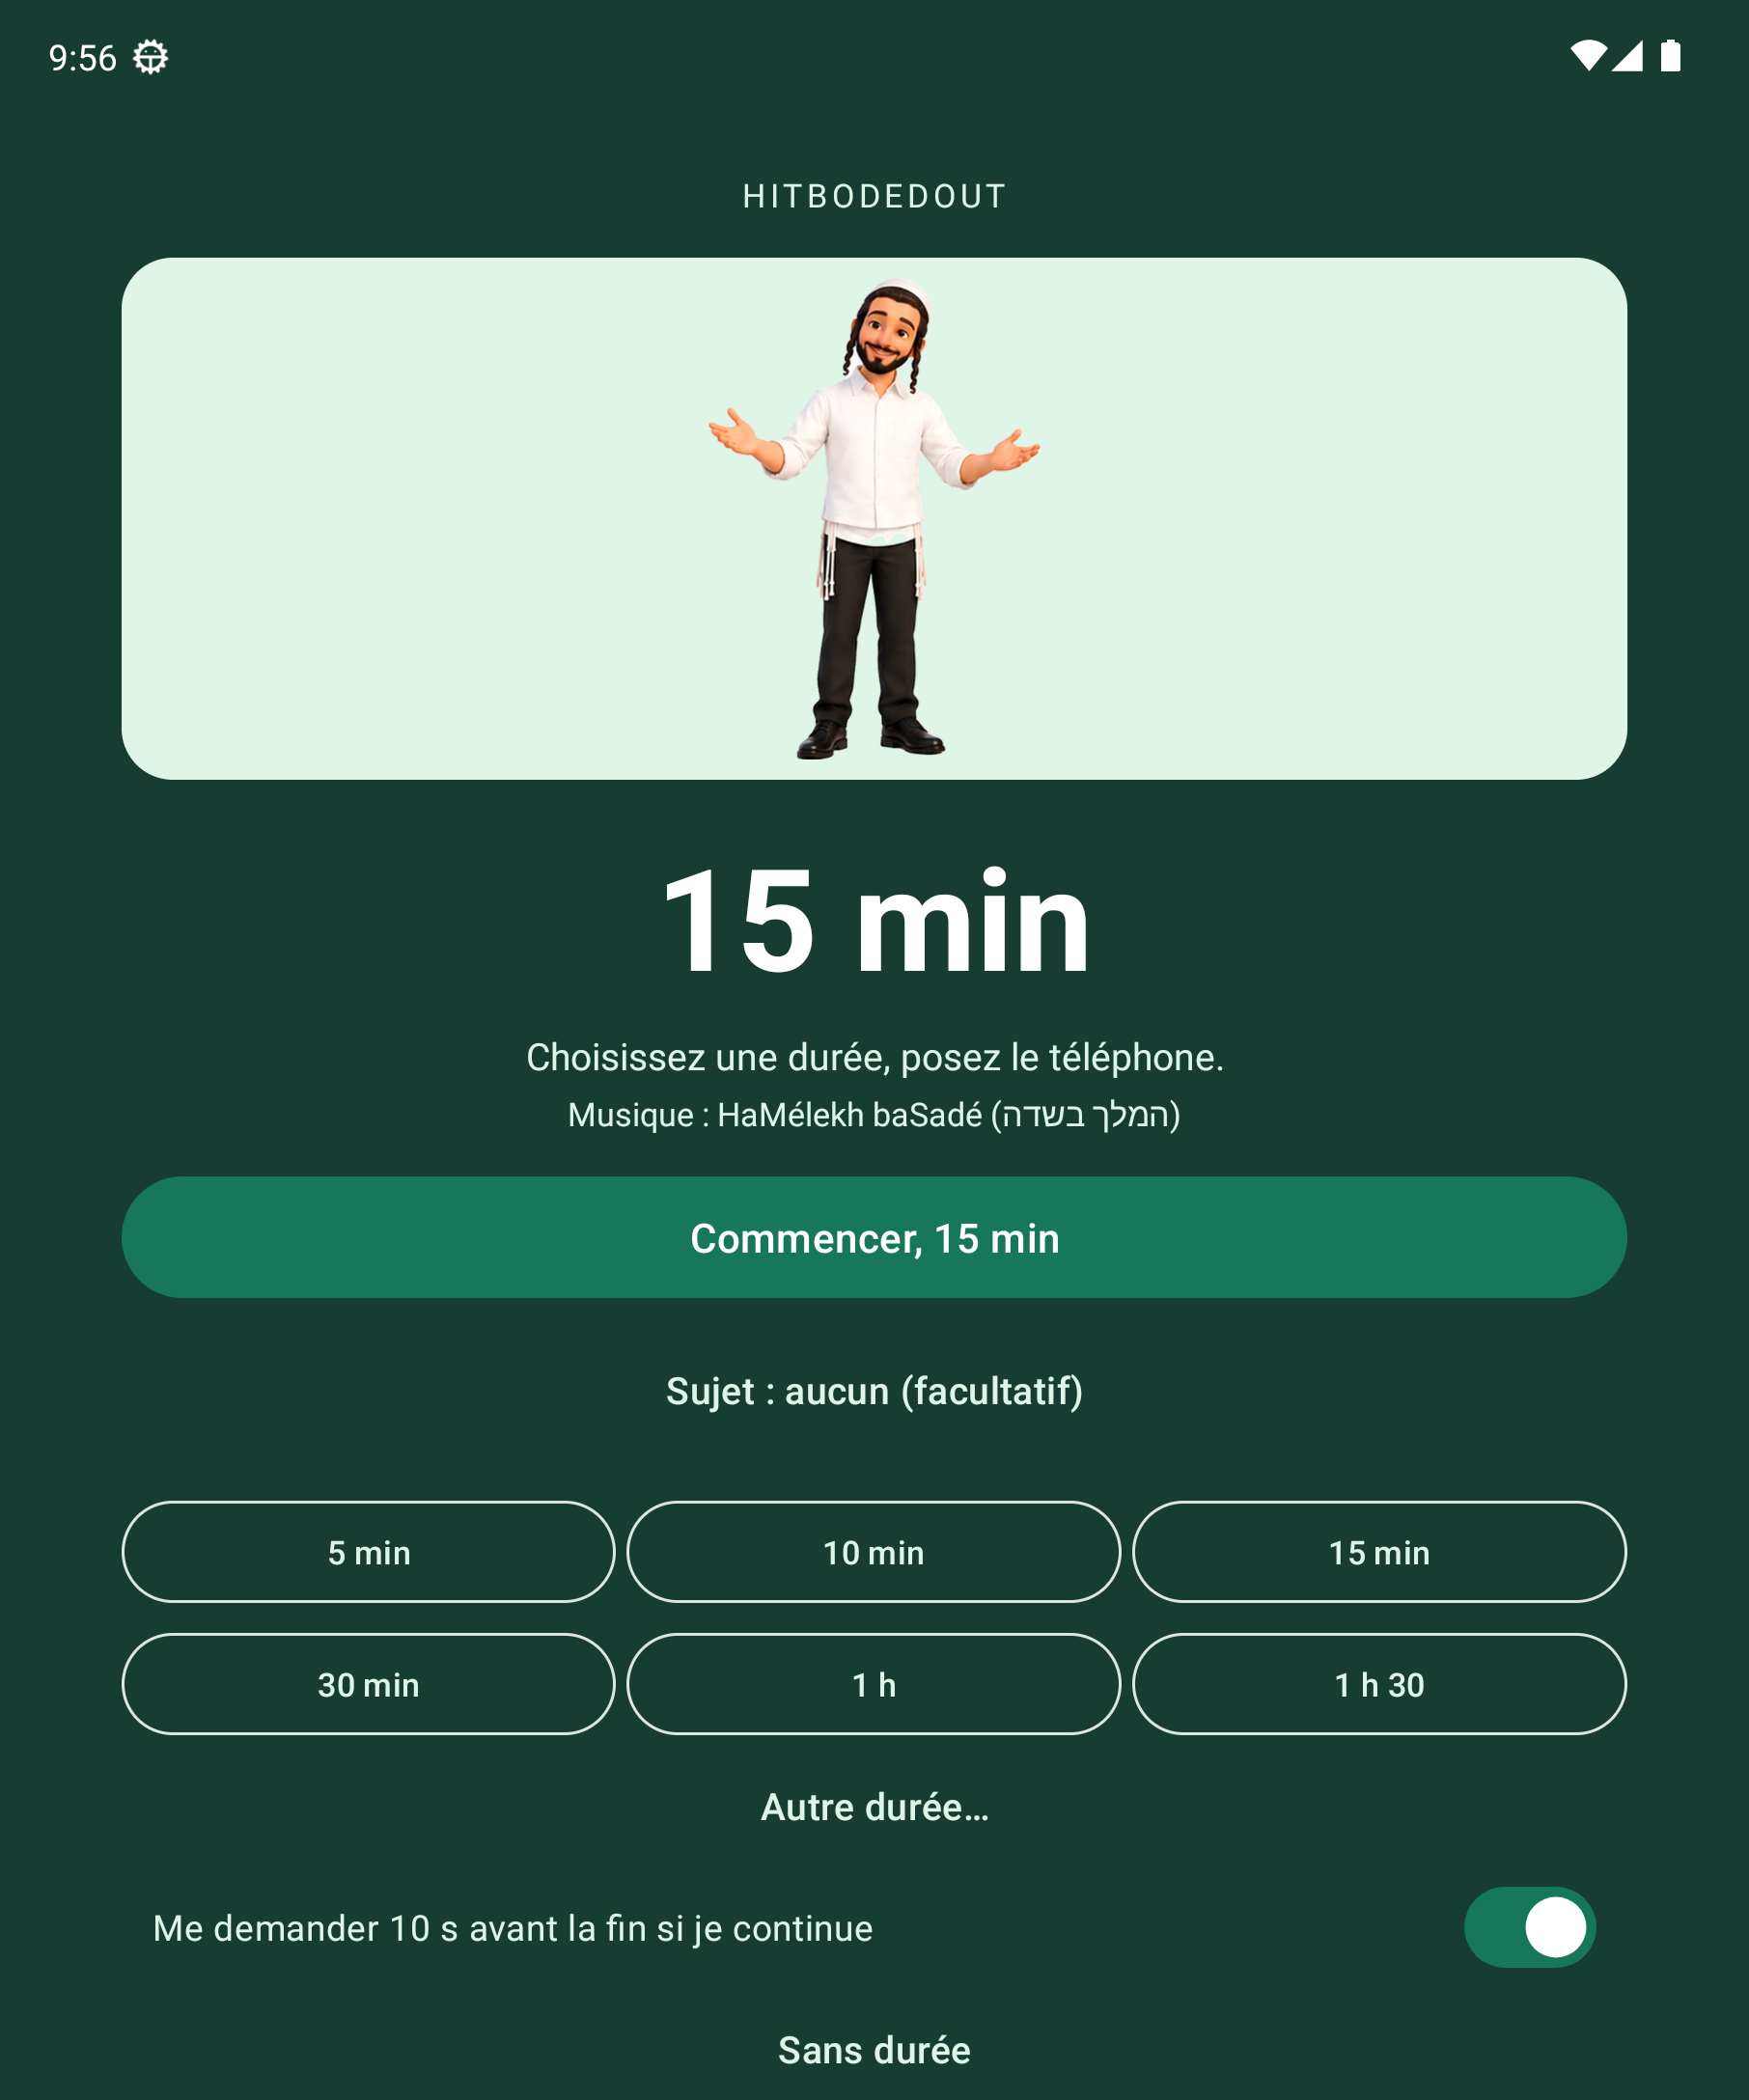 9:56
HITBODEDOUT
15 min
Choisissez une durée, posez le téléphone.
Musique : HaMélekh baSadé (המלך בשדה)
Commencer, 15 min
Sujet : aucun (facultatif)
5 min
10 min
15 min
30 min
1 h
1 h 30
Autre durée…
Me demander 10 s avant la fin si je continue
Sans durée